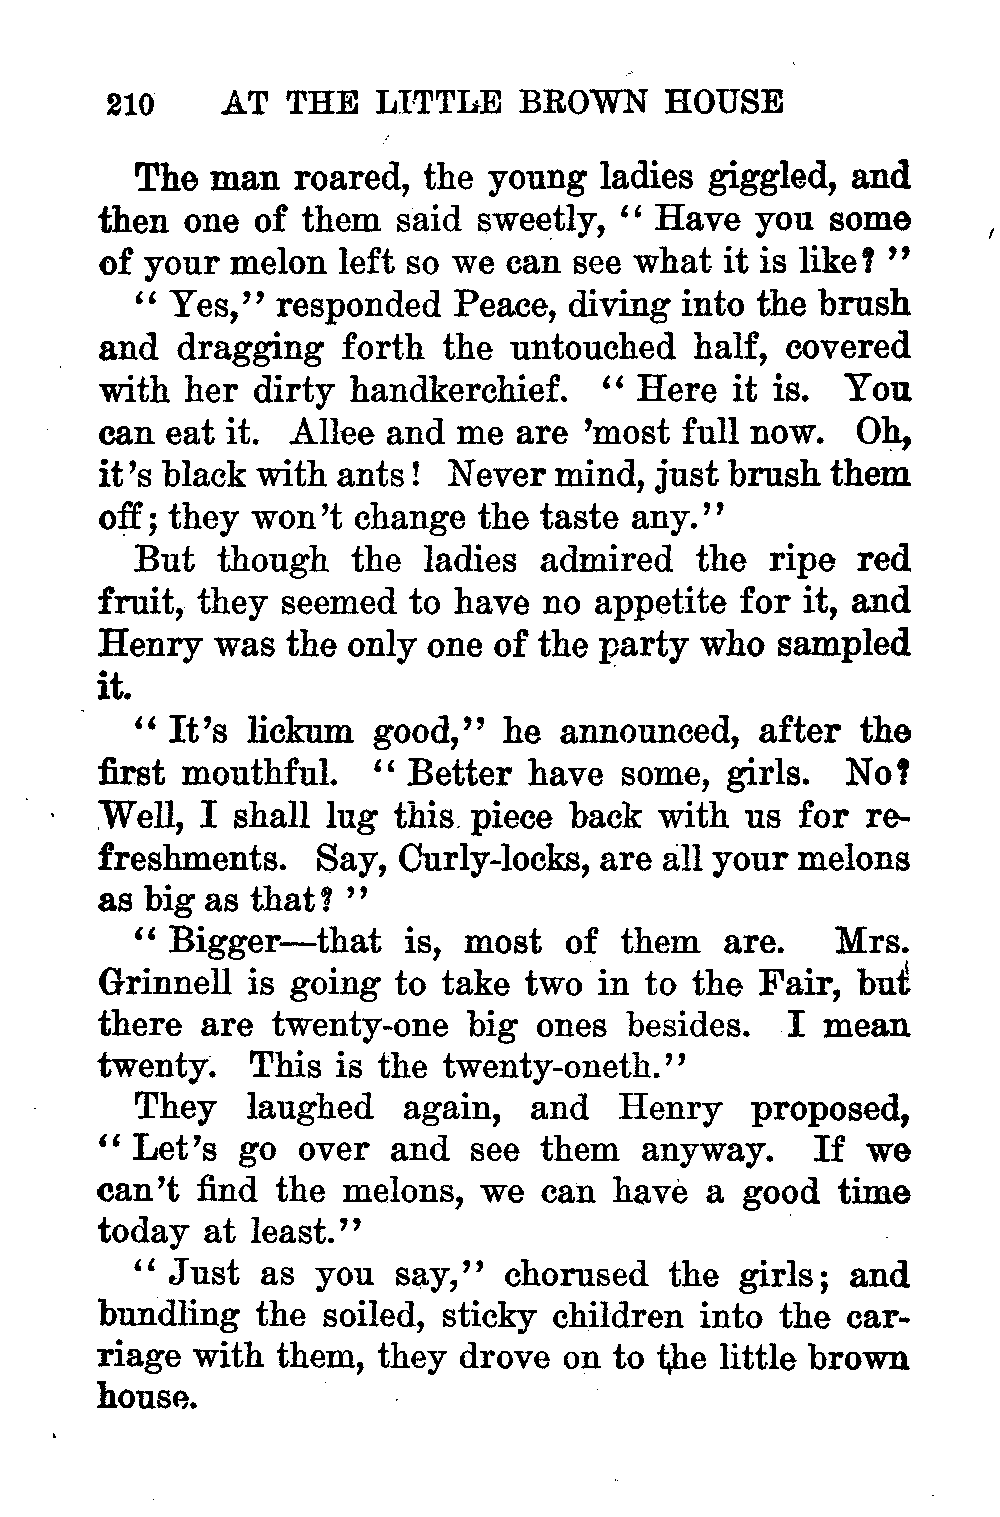 210 AT THE LITTLE BROWN HOUSE
The man roared, the young ladies giggled, and
then one of them said sweetly, “ Have you some
of your melon left so we can see what it is like? ”
“ Yes,” responded Peace, diving into the brush
and dragging forth the untouched half, covered
with her dirty handkerchief. “ Here it is. You
can eat it. Allee and me are ’most full now. Oh,
it’s black with ants! Never mind, just brush them
off; they won’t change the taste any.”
But though the ladies admired the ripe red
fruit, they seemed to have no appetite for it, and
Henry was the only one of the party who sampled
it.
“ It’s lickum good,” he announced, after the
first mouthful. “ Better have some, girls. No?
Well, I shall lug this piece back with us for re-
freshments. Say, Curly-locks, are all your melons
as big as that? ”
“ Bigger—that is, most of them are. Mrs.
Grinnell is going to take two in to the Fair, but
there are twenty-one big ones besides. I mean
twenty. This is the twenty-oneth.”
They laughed again, and Henry proposed,
“ Let’s go over and see them anyway. If we
can’t find the melons, we can have a good time
today at least.”
“ Just as you say,” chorused the girls; and
bundling the soiled, sticky children into the car-
riage with them, they drove on to the little brown
house.